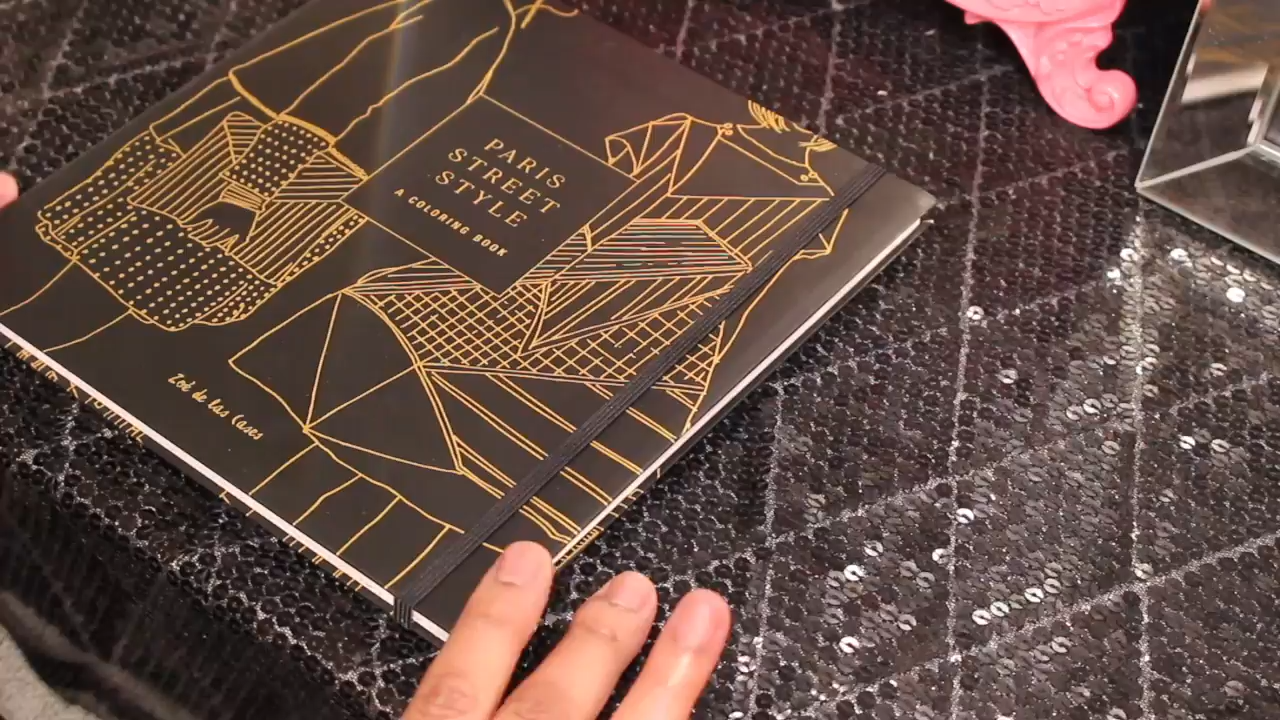 PARIS
STREET
STYLE
A COLORING BOOK
Zoé de las Cases